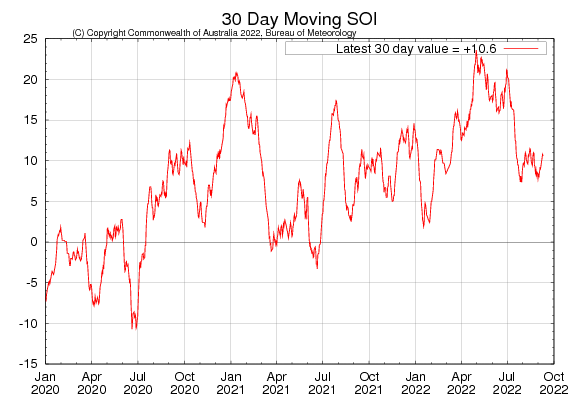 30 Day Moving SOI
(C) Copyright Commonwealth of Australia 2022, Bureau of Meteorology
Latest 30 day value = +10.6
25
20
15
10
5
0
-5
-10
-15
Jan Apr Jul Oct Jan Apr Jul Oct Jan Apr Jul Oct
2020 2020 2020 2020 2021 2021 2021 2021 2022 2022 2022 2022